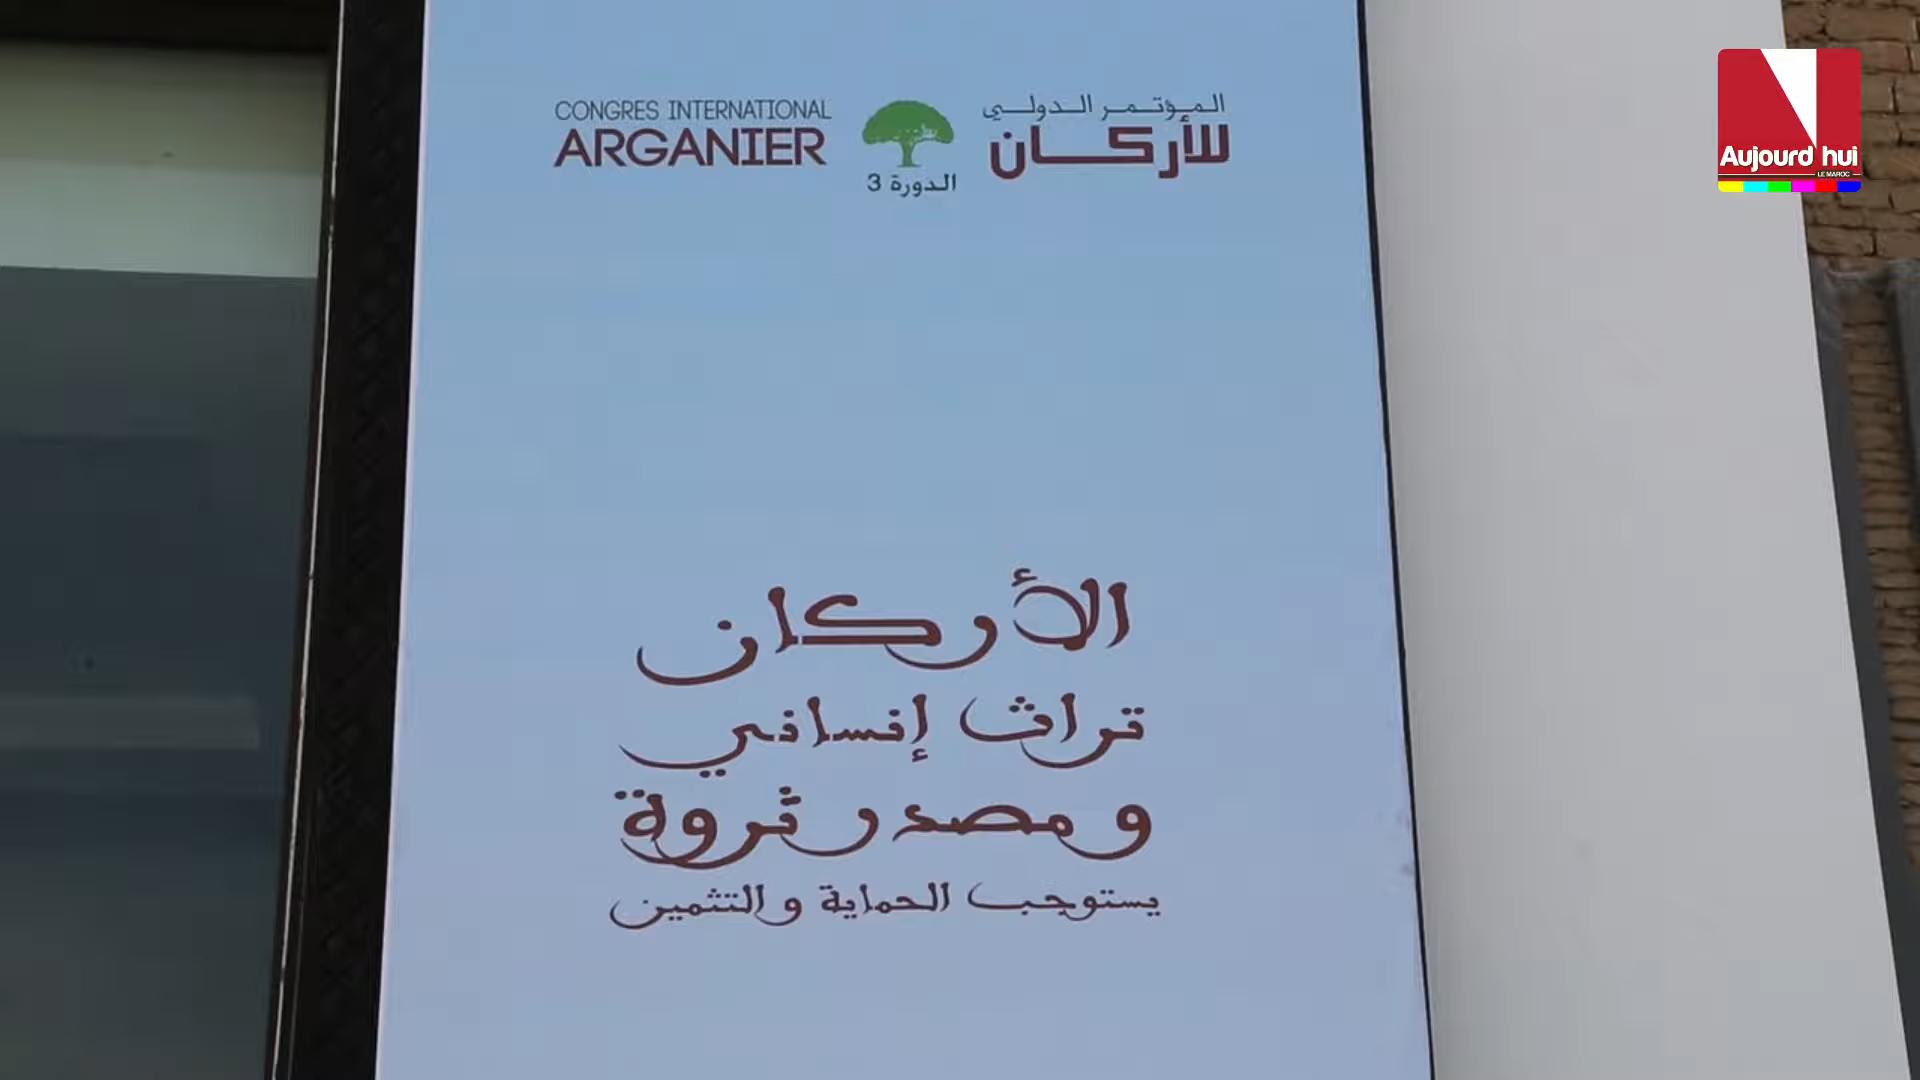 CONGRES INTERNATIONAL
ARGANIER
المؤتمر الدولي
للأركان
الدورة 3
الأركان
تراث إنساني
ومصدر ثروة
يستوجب الحماية والتثمين
Aujourd'hui
LE MAROC